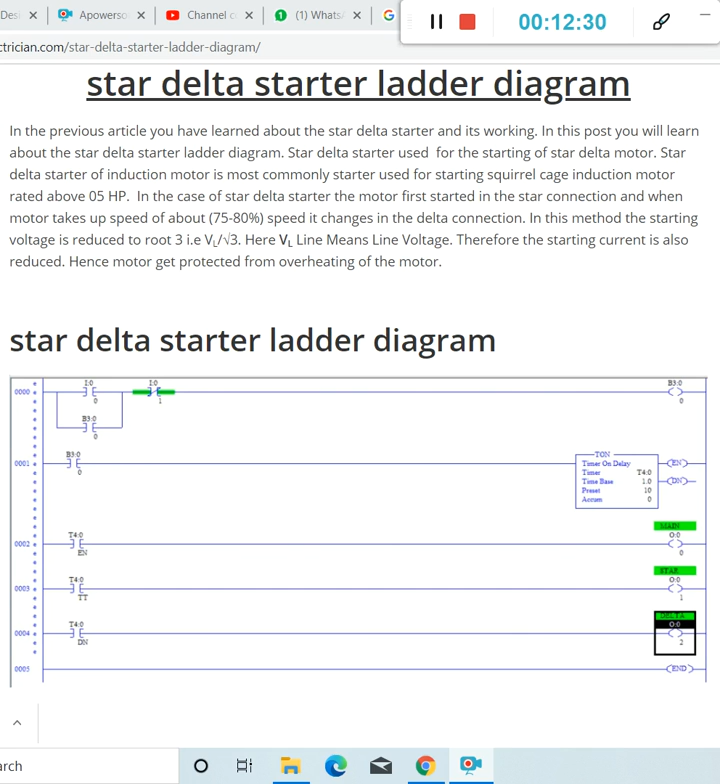 Desi
Apowerso
Channel c
1 (1) Whats
00:12:30
ctrician.com/star-delta-starter-ladder-diagram/
star delta starter ladder diagram
In the previous article you have learned about the star delta starter and its working. In this post you will learn
about the star delta starter ladder diagram. Star delta starter used for the starting of star delta motor. Star
delta starter of induction motor is most commonly starter used for starting squirrel cage induction motor
rated above 05 HP. In the case of star delta starter the motor first started in the star connection and when
motor takes up speed of about (75-80%) speed it changes in the delta connection. In this method the starting
voltage is reduced to root 3 i.e VL/√3. Here VL Line Means Line Voltage. Therefore the starting current is also
reduced. Hence motor get protected from overheating of the motor.
star delta starter ladder diagram
I:0 I:0 B3:0
0000
0 1 0
B3:0
0
B3:0 TON
0001 Timer On Delay EN
0 Timer T4:0
Time Base 1.0 DN
Preset 10
Accum 0
MAIN
T4:0 O:0
0002
EN 0
STAR
T4:0 O:0
0003
TT 1
DELTA
T4:0 O:0
0004
DN 2
0005 END
arch